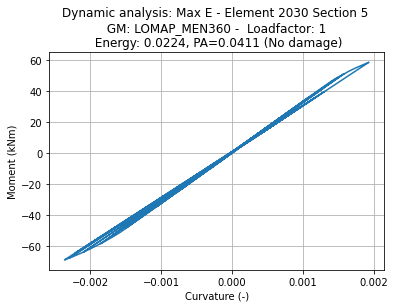 Dynamic analysis: Max E - Element 2030 Section 5
GM: LOMAP_MEN360 -  Loadfactor: 1
Energy: 0.0224, PA=0.0411 (No damage)
Moment (kNm)
60
40
20
0
−20
−40
−60
−0.002
−0.001
0.000
0.001
0.002
Curvature (-)